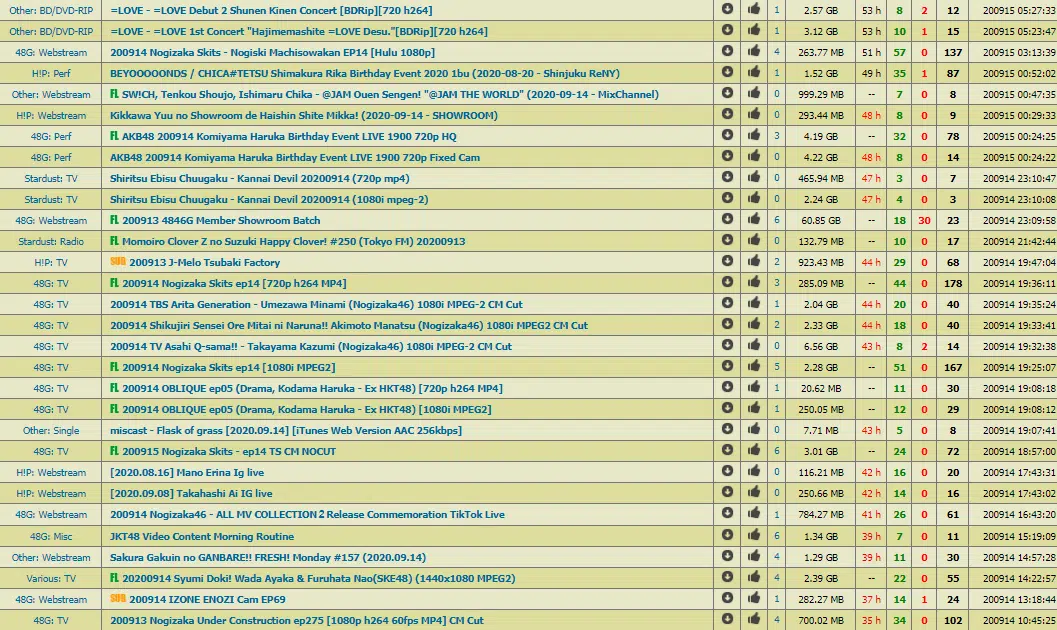 Other: BD/DVD-RIP =LOVE - =LOVE Debut 2 Shunen Kinen Concert [BDRip][720 h264] 1 2.57 GB 53 h 8 2 12 200915 05:27:33
Other: BD/DVD-RIP =LOVE - =LOVE 1st Concert "Hajimemashite =LOVE Desu."[BDRip][720 h264] 1 3.12 GB 53 h 10 1 15 200915 05:23:47
48G: Webstream 200914 Nogizaka Skits - Nogiski Machisowakan EP14 [Hulu 1080p] 4 263.77 MB 51 h 57 0 137 200915 03:13:39
H!P: Perf BEYOOOOONDS / CHICA#TETSU Shimakura Rika Birthday Event 2020 1bu (2020-08-20 - Shinjuku ReNY) 1 1.52 GB 49 h 35 1 87 200915 00:52:02
Other: Webstream FL SW!CH, Tenkou Shoujo, Ishimaru Chika - @JAM Ouen Sengen! "@JAM THE WORLD" (2020-09-14 - MixChannel) 0 999.29 MB -- 7 0 8 200915 00:47:35
H!P: Webstream Kikkawa Yuu no Showroom de Haishin Shite Mikka! (2020-09-14 - SHOWROOM) 0 293.44 MB 48 h 8 0 9 200915 00:29:33
48G: Perf FL AKB48 200914 Komiyama Haruka Birthday Event LIVE 1900 720p HQ 3 4.19 GB -- 32 0 78 200915 00:24:25
48G: Perf AKB48 200914 Komiyama Haruka Birthday Event LIVE 1900 720p Fixed Cam 0 4.22 GB 48 h 8 0 14 200915 00:24:22
Stardust: TV Shiritsu Ebisu Chuugaku - Kannai Devil 20200914 (720p mp4) 0 465.94 MB 47 h 3 0 7 200914 23:10:47
Stardust: TV Shiritsu Ebisu Chuugaku - Kannai Devil 20200914 (1080i mpeg-2) 0 2.24 GB 47 h 4 0 3 200914 23:10:08
48G: Webstream FL 200913 4846G Member Showroom Batch 6 60.85 GB -- 18 30 23 200914 23:09:58
Stardust: Radio FL Momoiro Clover Z no Suzuki Happy Clover! #250 (Tokyo FM) 20200913 0 132.79 MB -- 10 0 17 200914 21:42:44
H!P: TV SUB 200913 J-Melo Tsubaki Factory 2 923.43 MB 44 h 29 0 68 200914 19:47:04
48G: TV FL 200914 Nogizaka Skits ep14 [720p h264 MP4] 3 285.09 MB -- 44 0 178 200914 19:36:11
48G: TV 200914 TBS Arita Generation - Umezawa Minami (Nogizaka46) 1080i MPEG-2 CM Cut 1 2.04 GB 44 h 20 0 40 200914 19:35:24
48G: TV 200914 Shikujiri Sensei Ore Mitai ni Naruna!! Akimoto Manatsu (Nogizaka46) 1080i MPEG2 CM Cut 2 2.33 GB 44 h 18 0 40 200914 19:33:41
48G: TV 200914 TV Asahi Q-sama!! - Takayama Kazumi (Nogizaka46) 1080i MPEG-2 CM Cut 0 6.56 GB 43 h 8 2 14 200914 19:32:38
48G: TV FL 200914 Nogizaka Skits ep14 [1080i MPEG2] 5 2.28 GB -- 51 0 167 200914 19:25:07
48G: TV FL 200914 OBLIQUE ep05 (Drama, Kodama Haruka - Ex HKT48) [720p h264 MP4] 1 20.62 MB -- 11 0 30 200914 19:08:18
48G: TV FL 200914 OBLIQUE ep05 (Drama, Kodama Haruka - Ex HKT48) [1080i MPEG2] 1 250.05 MB -- 12 0 29 200914 19:08:12
Other: Single miscast - Flask of grass [2020.09.14] [iTunes Web Version AAC 256kbps] 0 7.71 MB 43 h 5 0 8 200914 19:07:41
48G: TV FL 200915 Nogizaka Skits - ep14 TS CM NOCUT 6 3.01 GB -- 24 0 72 200914 18:57:00
H!P: Webstream [2020.08.16] Mano Erina Ig live 0 116.21 MB 42 h 16 0 20 200914 17:43:31
H!P: Webstream [2020.09.08] Takahashi Ai IG live 0 250.66 MB 42 h 14 0 16 200914 17:43:02
48G: Webstream 200914 Nogizaka46 - ALL MV COLLECTION2 Release Commemoration TikTok Live 1 784.27 MB 41 h 26 0 61 200914 16:43:20
48G: Misc JKT48 Video Content Morning Routine 6 1.34 GB 39 h 7 0 11 200914 15:19:09
Other: Webstream Sakura Gakuin no GANBARE!! FRESH! Monday #157 (2020.09.14) 4 1.29 GB 39 h 11 0 30 200914 14:57:28
Various: TV FL 20200914 Syumi Doki! Wada Ayaka & Furuhata Nao(SKE48) (1440x1080 MPEG2) 4 2.39 GB -- 22 0 55 200914 14:22:57
48G: Webstream SUB 200914 IZONE ENOZI Cam EP69 1 282.27 MB 37 h 14 1 24 200914 13:18:44
48G: TV 200913 Nogizaka Under Construction ep275 [1080p h264 60fps MP4] CM Cut 4 700.02 MB 35 h 34 0 102 200914 10:45:25